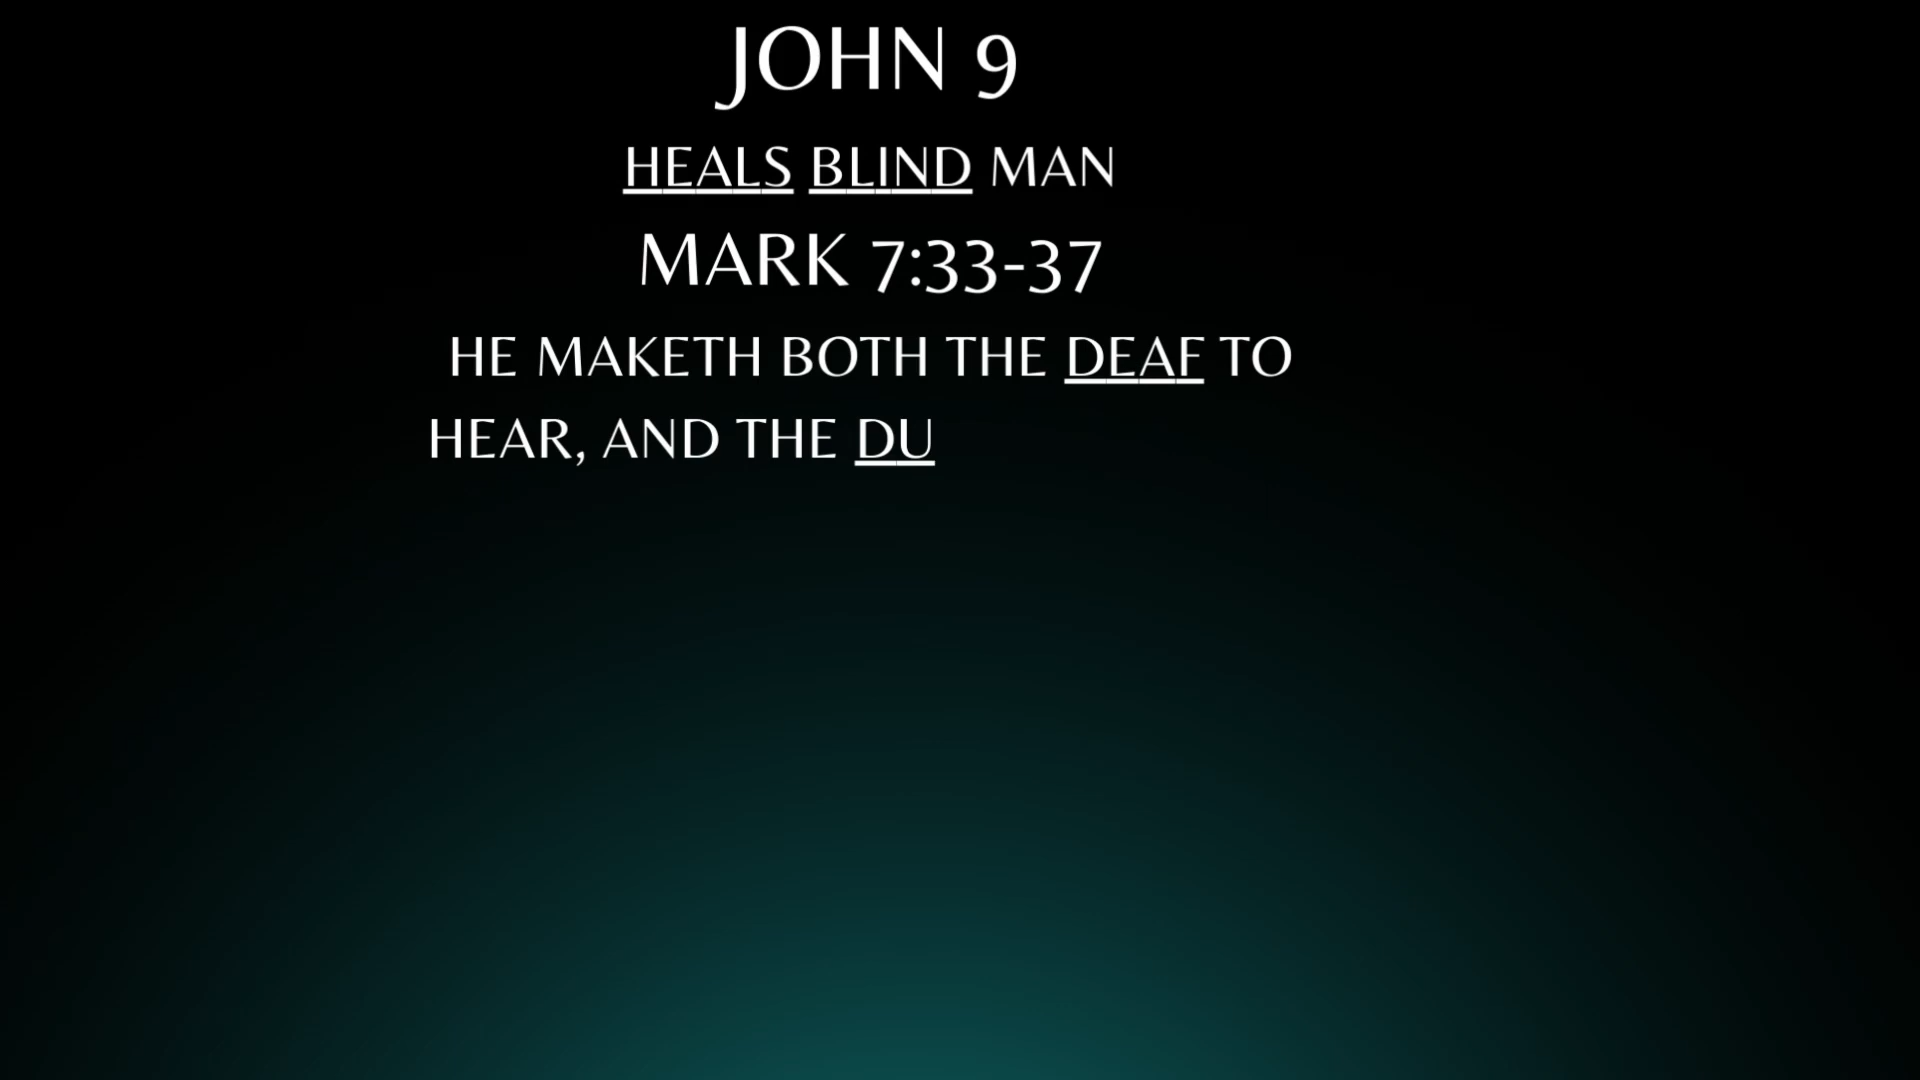 JOHN 9
HEALS BLIND MAN
MARK 7:33-37
HE MAKETH BOTH THE DEAF TO
HEAR, AND THE DU